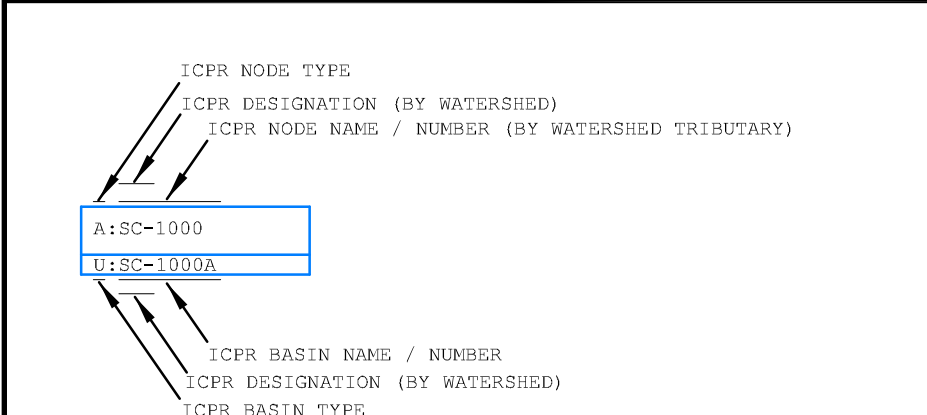 ICPR NODE TYPE
ICPR DESIGNATION (BY WATERSHED)
ICPR NODE NAME / NUMBER (BY WATERSHED TRIBUTARY)
A:SC-1000
U:SC-1000A
ICPR BASIN NAME / NUMBER
ICPR DESIGNATION (BY WATERSHED)
ICPR BASIN TYPE